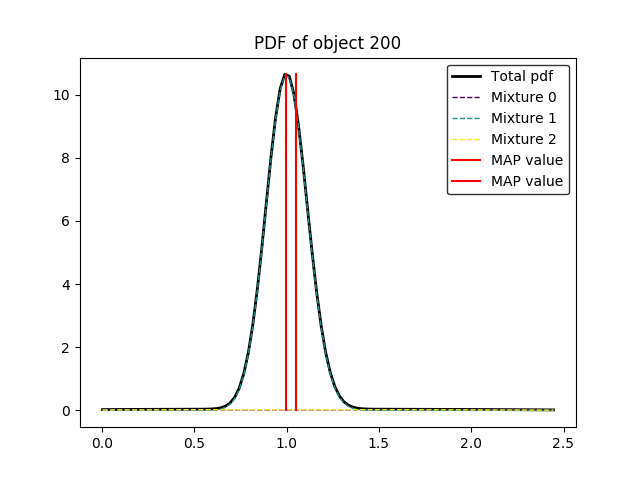 PDF of object 200
Total pdf
Mixture 0
Mixture 1
Mixture 2
MAP value
MAP value
10
8
6
4
2
0
0.0 0.5 1.0 1.5 2.0 2.5